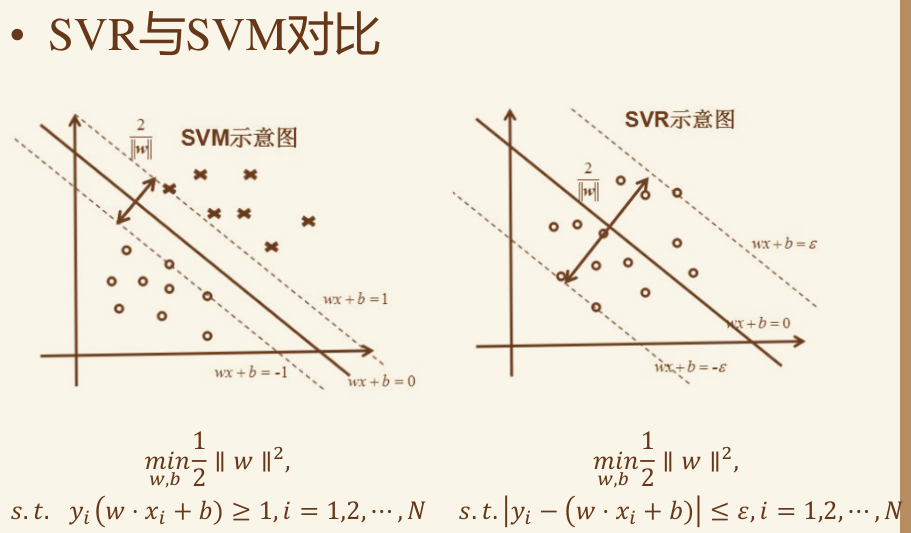 • SVR与SVM对比
SVM示意图
2/‖w‖
wx+b=1
wx+b=-1
wx+b=0
SVR示意图
2/‖w‖
wx+b=ε
wx+b=0
wx+b=-ε
min w,b 1/2 ‖ w ‖², 
s.t. yᵢ(w · xᵢ + b) ≥ 1, i = 1,2,⋯,N
min w,b 1/2 ‖ w ‖², 
s.t. |yᵢ − (w · xᵢ + b)| ≤ ε, i = 1,2,⋯,N